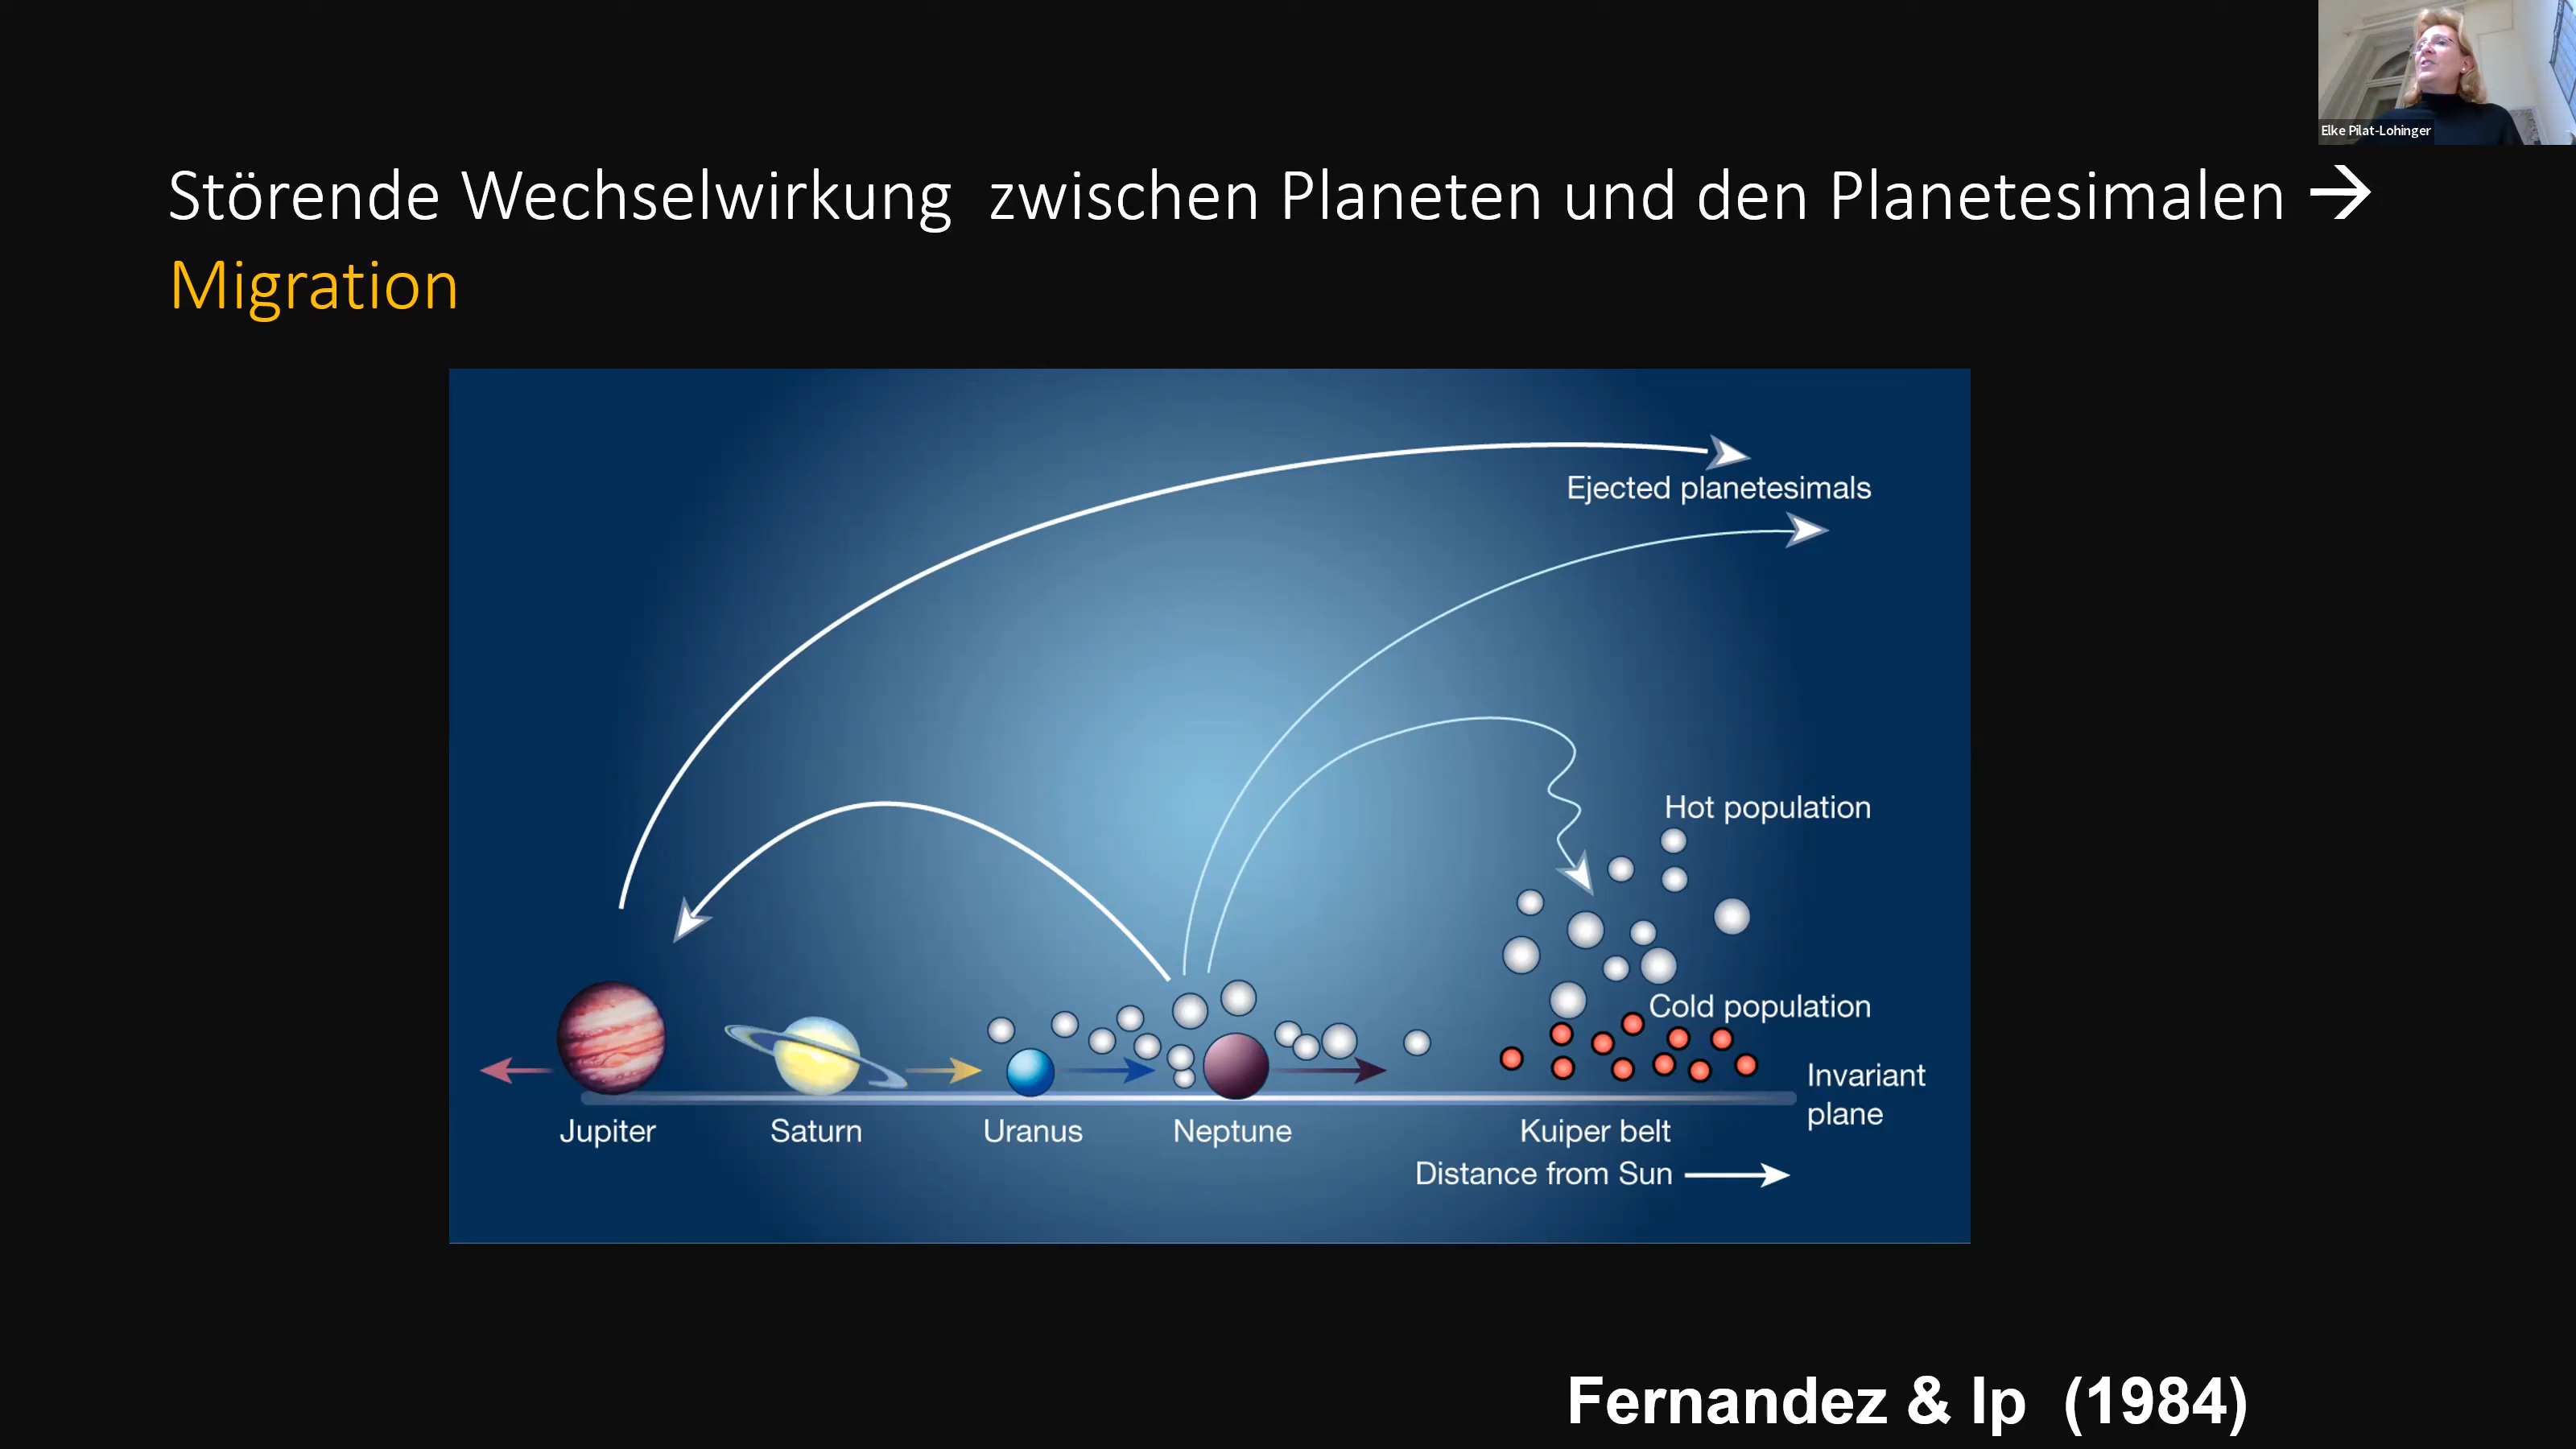 Elke Pilat-Lohinger
Störende Wechselwirkung  zwischen Planeten und den Planetesimalen →
Migration
Ejected planetesimals
Hot population
Cold population
Invariant
plane
Jupiter
Saturn
Uranus
Neptune
Kuiper belt
Distance from Sun
Fernandez & Ip  (1984)